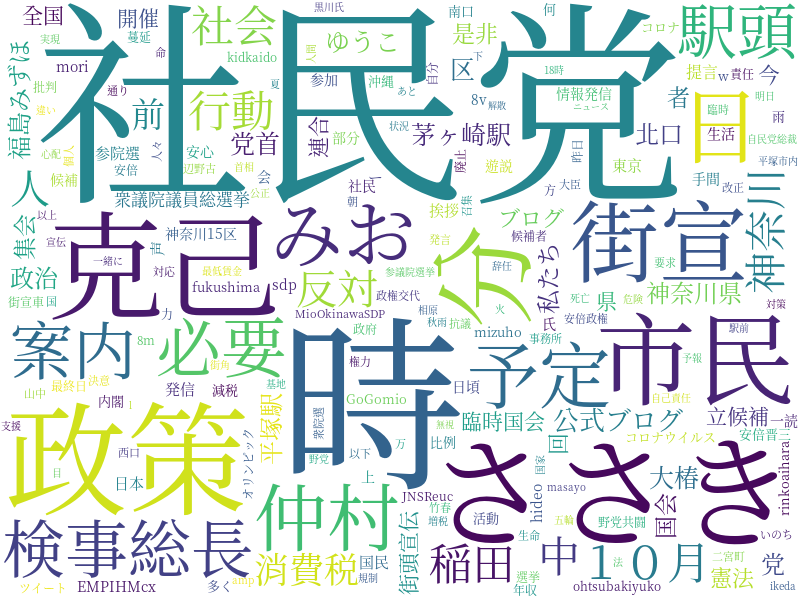 社民党
時
政策
克己
ささき
市民
街宣
必要
検事総長
みお
分
予定
案内
仲村
日
駅頭
10月
社会
行動
反対
神奈川
稲田
中
消費税
人
前
福島みずほ
全国
開催
黒川氏
蔓延
mori
実現
命
批判
通り
kidkaido
人間
ゆうこ
参加
沖縄
自分
南口
コロナ
是非
何
下
18時
提言
w
責任
今
区
8v
解散
あと
情報発信
ニュース
者
臨時
明日
雨
生活
自民党総裁
平塚市内
北口
茅ヶ崎駅
昨日
廃止
遊説
東京
手間
改正
方
大臣
党首
連合
部分
参院選
安心
心配
個人
候補
人々
安倍
首相
辺野古
会
公正
衆議院議員総選挙
社民
朝
一
挨拶
召集
ブログ
候補者
発言
私たち
氏
県
神奈川県
要求
対策
以上
宣伝
集会
神奈川15区
声
一緒に
対応
最低賃金
政治
街宣車
国
fukushima
sdp
力
MioOkinawaSDP
政権交代
参議院選挙
辞任
火
死亡
危険
安倍政権
相原
秋雨
抗議
mizuho
事務所
駅前
予報
8m
政府
街角
権力
基地
山中
最終日
決意
発信
減税
GoGomio
日頃
無視
臨時国会
公式ブログ
立候補
一読
自己責任
支援
内閣
1
平塚駅
衆院選
野党
以下
万
比例
回
コロナウイルス
安倍晋三
西口
日本
オリンピック
上
目
大椿
国家
hideo
masayo
国会
rinkoaihara
JNSReuc
竹春
増税
活動
五輪
野党共闘
いのち
生命
法
二宮町
党
国民
規制
街頭宣伝
選挙
年収
憲法
ツイート
EMPIHMcx
多く
amp
ohtsubakiyuko
ikeda